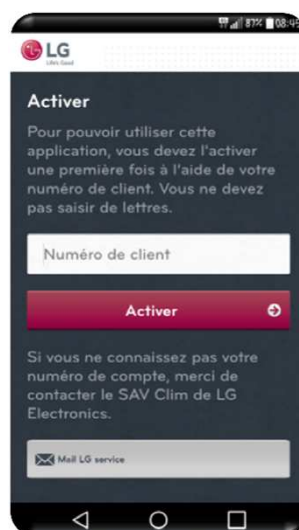 87% 08:45
LG
Life's Good
Activer
Pour pouvoir utiliser cette
application, vous devez l'activer
une première fois à l'aide de votre
numéro de client. Vous ne devez
pas saisir de lettres.
Numéro de client
Activer
Si vous ne connaissez pas votre
numéro de compte, merci de
contacter le SAV Clim de LG
Electronics.
Mail LG service